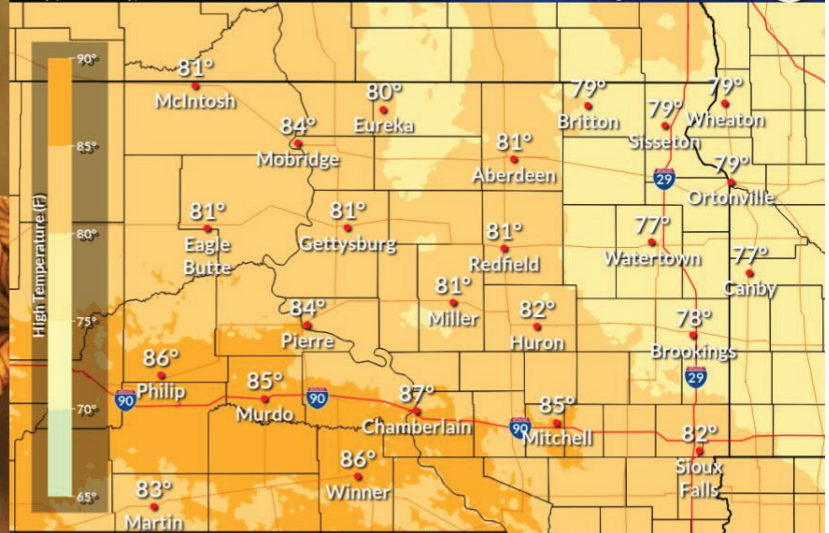 High Temperature (F)
90°
85°
80°
75°
70°
65°
81°
McIntosh
80°
Eureka
84°
Mobridge
79°
Britton
79°
Sisseton
79°
Wheaton
81°
Aberdeen
29
79°
Ortonville
81°
Eagle
Butte
81°
Gettysburg
81°
Redfield
77°
Watertown
77°
Canby
84°
Pierre
81°
Miller
82°
Huron
78°
Brookings
29
86°
Philip
90
85°
Murdo
90
87°
Chamberlain
90
85°
Mitchell
82°
Sioux
Falls
83°
Martin
86°
Winner